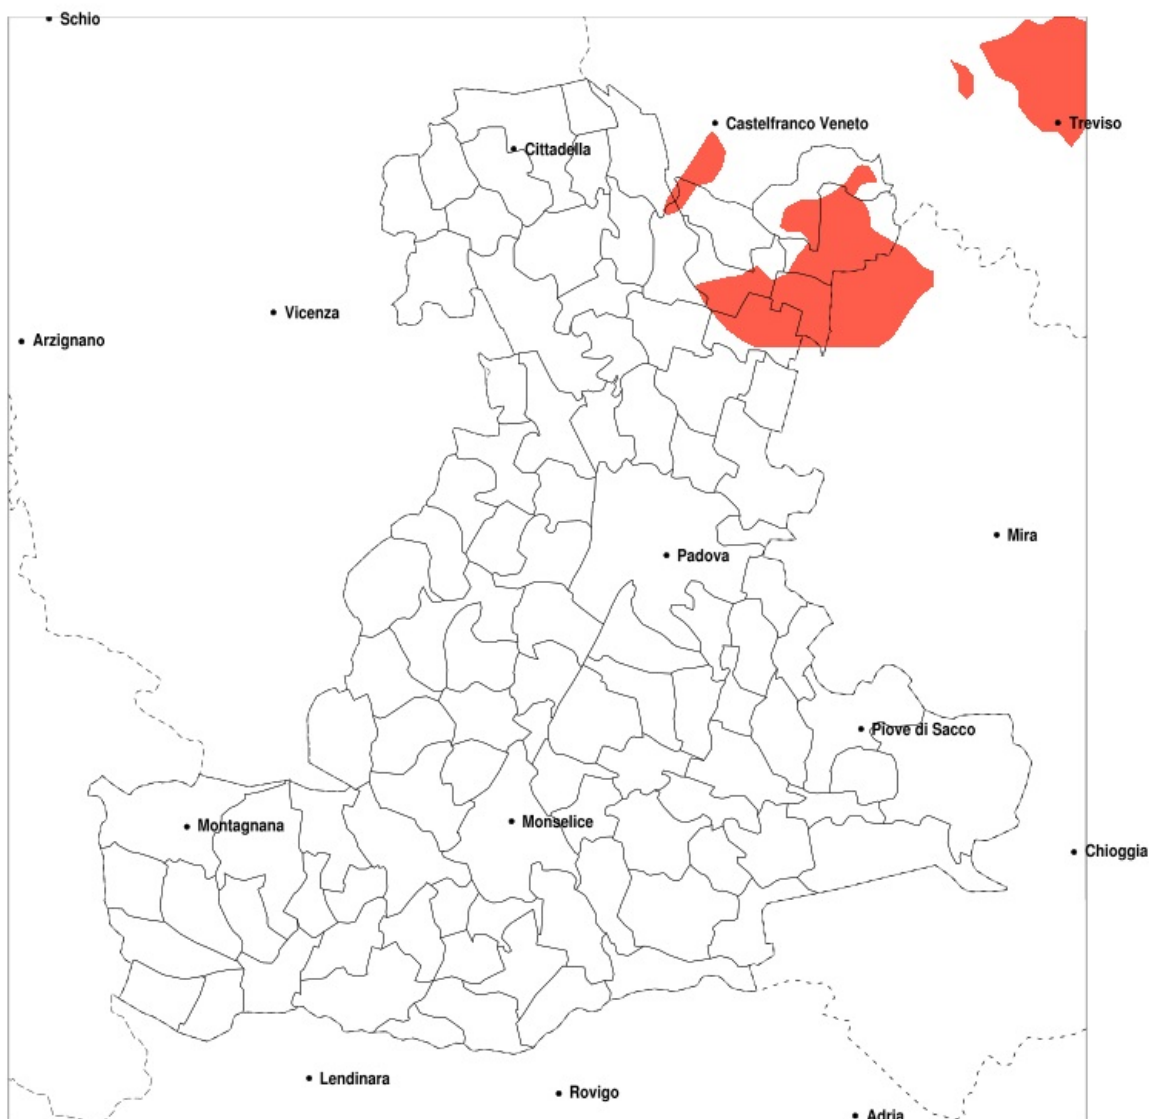 Schio
Castelfranco Veneto
Treviso
Cittadella
Vicenza
Arzignano
Mira
Padova
Piove di Sacco
Montagnana
Monselice
Chioggia
Lendinara
Rovigo
Adria